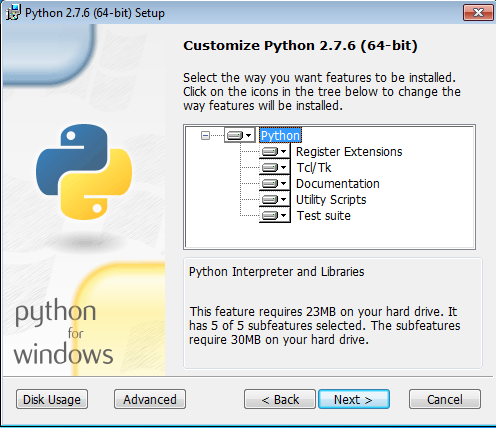 Python 2.7.6 (64-bit) Setup
Customize Python 2.7.6 (64-bit)
Select the way you want features to be installed.
Click on the icons in the tree below to change the
way features will be installed.
Python
Register Extensions
Tcl/Tk
Documentation
Utility Scripts
Test suite
Python Interpreter and Libraries
This feature requires 23MB on your hard drive. It
has 5 of 5 subfeatures selected. The subfeatures
require 30MB on your hard drive.
python
for
windows
Disk Usage
Advanced
< Back
Next >
Cancel